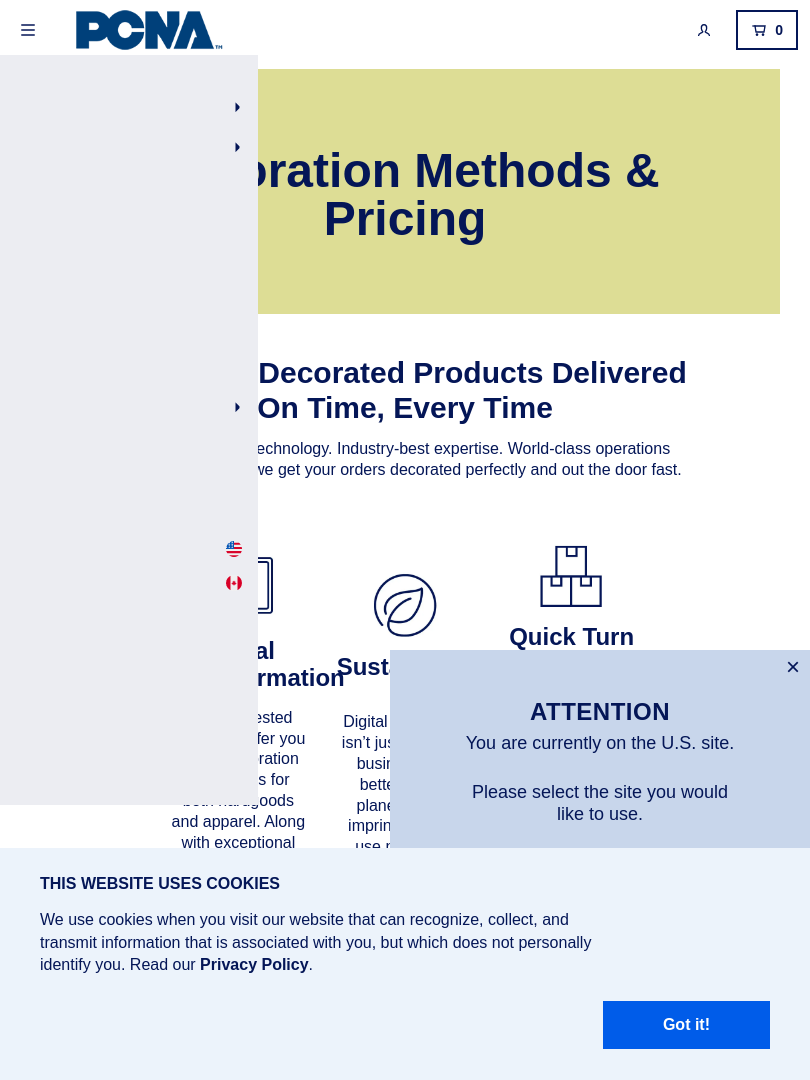 PCNA™
0
oration Methods &
Pricing
Decorated Products Delivered
On Time, Every Time
echnology. Industry-best expertise. World-class operations
we get your orders decorated perfectly and out the door fast.
Quick Turn
al
rmation
ested
fer you
eration
s for
both hardgoods
and apparel. Along
with exceptional
Susta
Digital
isn't jus
busin
bette
plane
imprin
use
ATTENTION
You are currently on the U.S. site.
Please select the site you would
like to use.
THIS WEBSITE USES COOKIES
We use cookies when you visit our website that can recognize, collect, and
transmit information that is associated with you, but which does not personally
identify you. Read our Privacy Policy.
Got it!